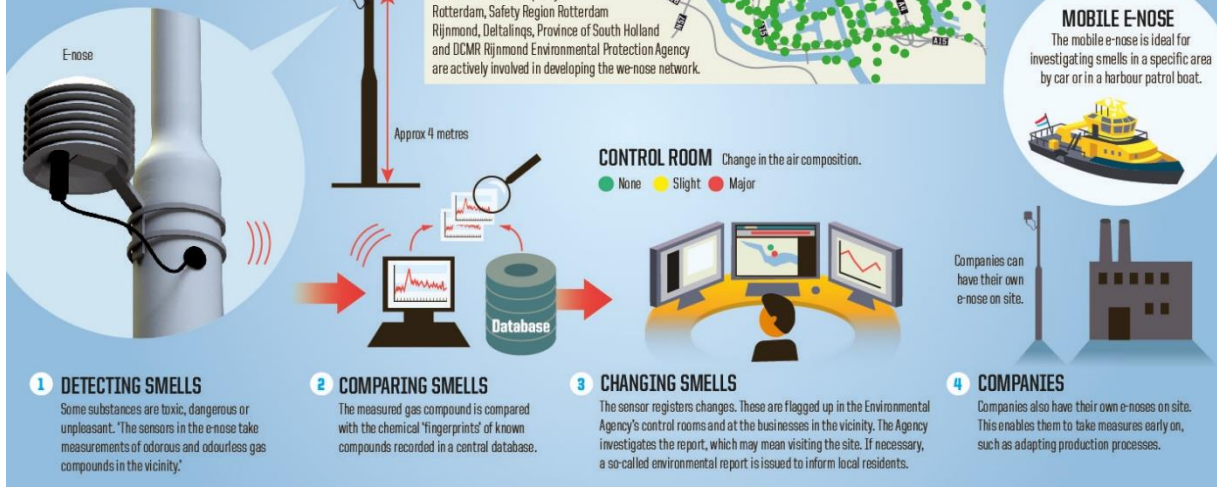 Rotterdam, Safety Region Rotterdam
Rijnmond, Deltalinqs, Province of South Holland
and DCMR Rijnmond Environmental Protection Agency
are actively involved in developing the we-nose network.
N57
A15
A15
MOBILE E-NOSE
The mobile e-nose is ideal for
investigating smells in a specific area
by car or in a harbour patrol boat.
E-nose
Approx 4 metres
CONTROL ROOM Change in the air composition.
None Slight Major
Database
Companies can
have their own
e-nose on site.
1 DETECTING SMELLS
Some substances are toxic, dangerous or
unpleasant. ‘The sensors in the e-nose take
measurements of odorous and odourless gas
compounds in the vicinity.’
2 COMPARING SMELLS
The measured gas compound is compared
with the chemical ‘fingerprints’ of known
compounds recorded in a central database.
3 CHANGING SMELLS
The sensor registers changes. These are flagged up in the Environmental
Agency’s control rooms and at the businesses in the vicinity. The Agency
investigates the report, which may mean visiting the site. If necessary,
a so-called environmental report is issued to inform local residents.
4 COMPANIES
Companies also have their own e-noses on site.
This enables them to take measures early on,
such as adapting production processes.